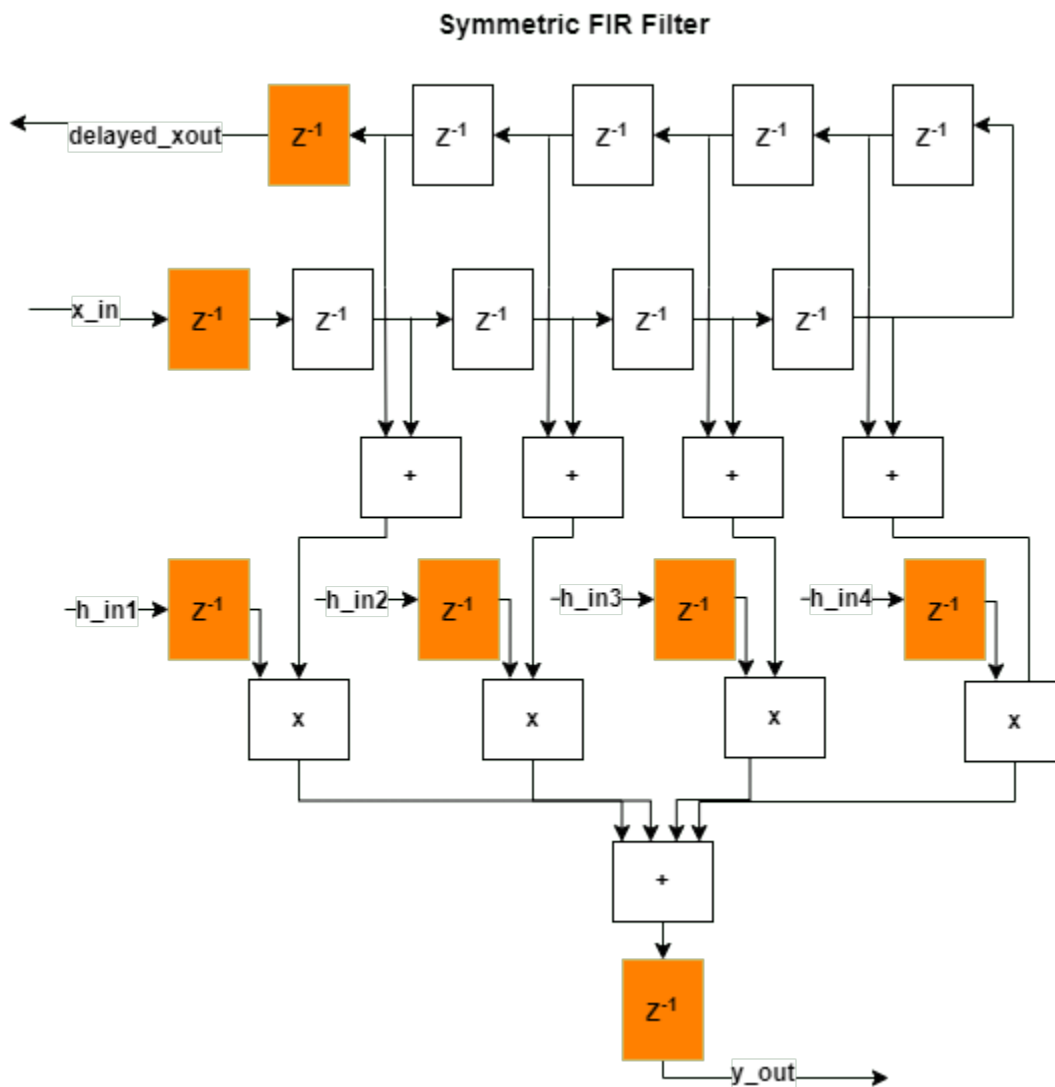 Symmetric FIR Filter
delayed_xout
Z⁻¹
Z⁻¹
Z⁻¹
Z⁻¹
Z⁻¹
x_in
Z⁻¹
Z⁻¹
Z⁻¹
Z⁻¹
Z⁻¹
+
+
+
+
h_in1
Z⁻¹
h_in2
Z⁻¹
h_in3
Z⁻¹
h_in4
Z⁻¹
x
x
x
x
+
Z⁻¹
y_out